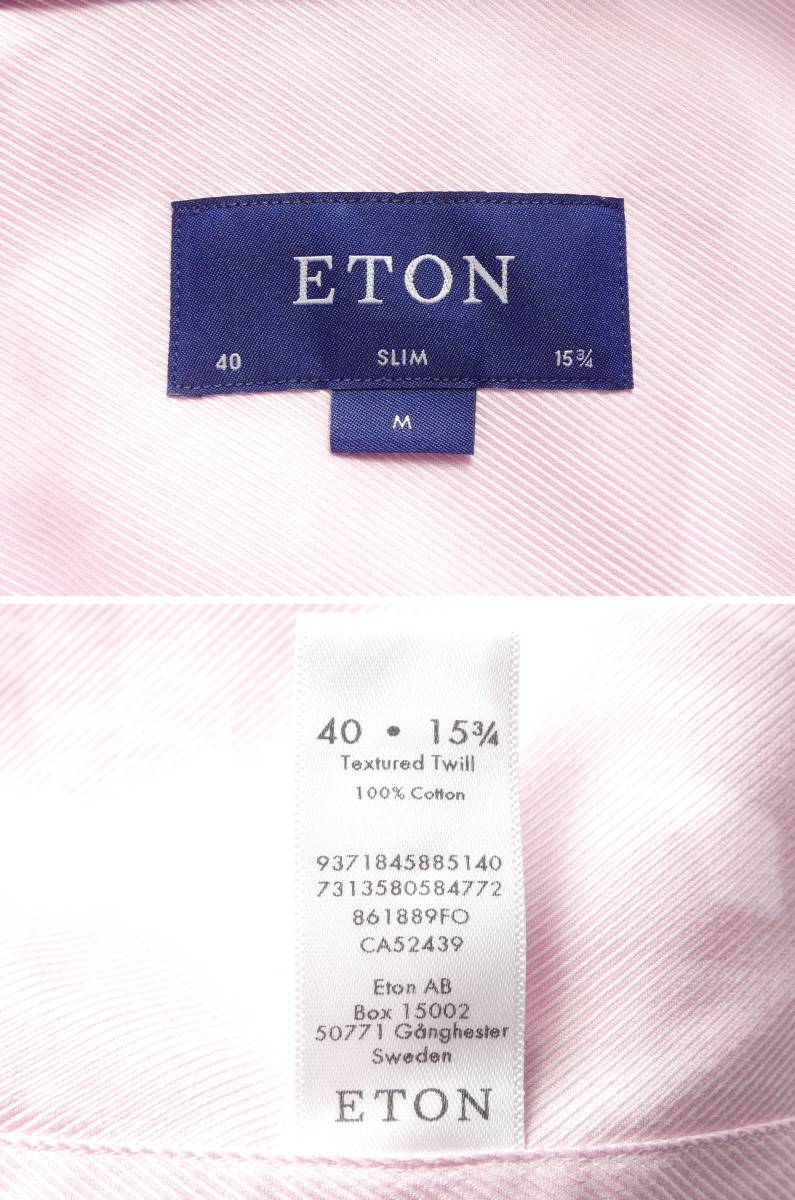 ETON
40 SLIM 15¾
M
40 • 15¾
Textured Twill
100% Cotton
9371845885140
7313580584772
861889FO
CA52439
Eton AB
Box 15002
50771 Gånghester
Sweden
ETON